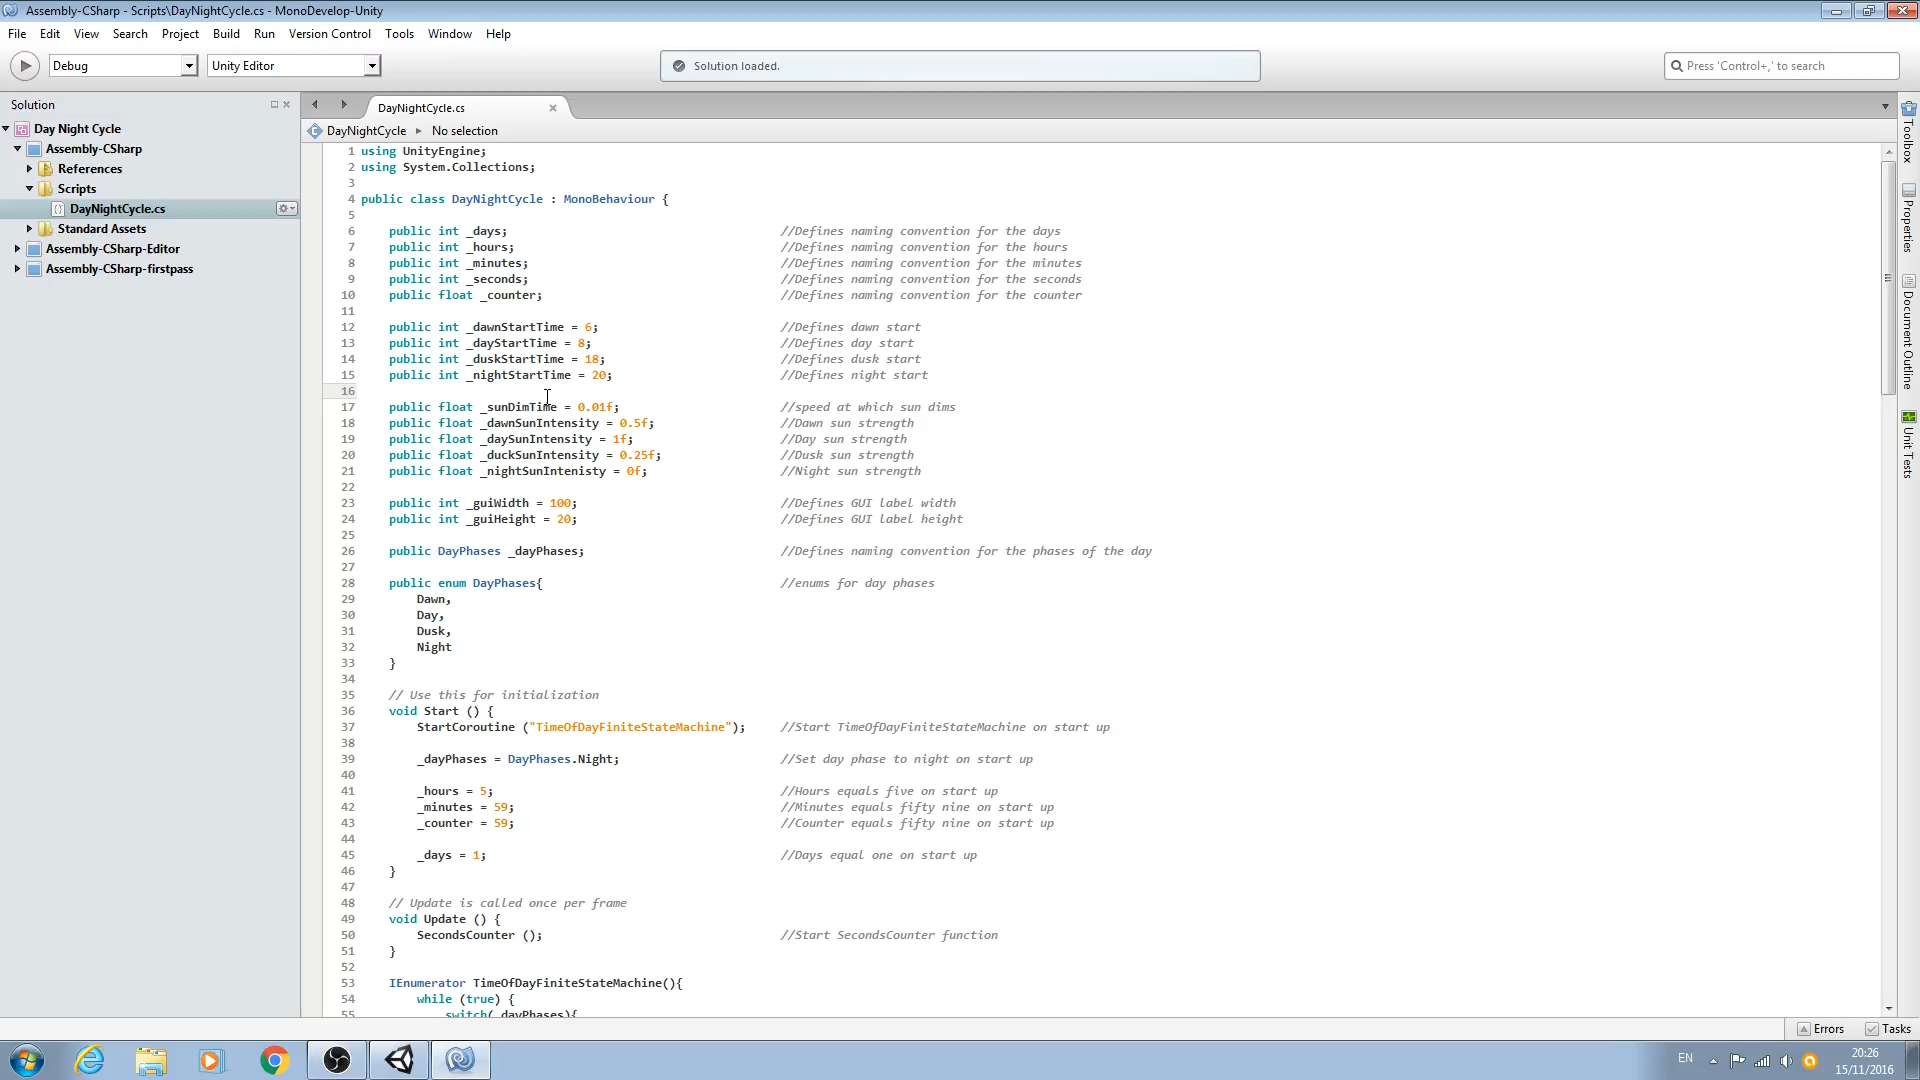 Assembly-CSharp - Scripts\DayNightCycle.cs - MonoDevelop-Unity
File Edit View Search Project Build Run Version Control Tools Window Help
Debug Unity Editor Solution loaded. Press 'Control+,' to search
Solution
Day Night Cycle
Assembly-CSharp
References
Scripts
DayNightCycle.cs
Standard Assets
Assembly-CSharp-Editor
Assembly-CSharp-firstpass
DayNightCycle.cs
DayNightCycle ▸ No selection
1 using UnityEngine;
2 using System.Collections;
3
4 public class DayNightCycle : MonoBehaviour {
5
6 public int _days; //Defines naming convention for the days
7 public int _hours; //Defines naming convention for the hours
8 public int _minutes; //Defines naming convention for the minutes
9 public int _seconds; //Defines naming convention for the seconds
10 public float _counter; //Defines naming convention for the counter
11
12 public int _dawnStartTime = 6; //Defines dawn start
13 public int _dayStartTime = 8; //Defines day start
14 public int _duskStartTime = 18; //Defines dusk start
15 public int _nightStartTime = 20; //Defines night start
16
17 public float _sunDimTime = 0.01f; //speed at which sun dims
18 public float _dawnSunIntensity = 0.5f; //Dawn sun strength
19 public float _daySunIntensity = 1f; //Day sun strength
20 public float _duckSunIntensity = 0.25f; //Dusk sun strength
21 public float _nightSunIntenisty = 0f; //Night sun strength
22
23 public int _guiWidth = 100; //Defines GUI label width
24 public int _guiHeight = 20; //Defines GUI label height
25
26 public DayPhases _dayPhases; //Defines naming convention for the phases of the day
27
28 public enum DayPhases{ //enums for day phases
29 Dawn,
30 Day,
31 Dusk,
32 Night
33 }
34
35 // Use this for initialization
36 void Start () {
37 StartCoroutine ("TimeOfDayFiniteStateMachine"); //Start TimeOfDayFiniteStateMachine on start up
38
39 _dayPhases = DayPhases.Night; //Set day phase to night on start up
40
41 _hours = 5; //Hours equals five on start up
42 _minutes = 59; //Minutes equals fifty nine on start up
43 _counter = 59; //Counter equals fifty nine on start up
44
45 _days = 1; //Days equal one on start up
46 }
47
48 // Update is called once per frame
49 void Update () {
50 SecondsCounter (); //Start SecondsCounter function
51 }
52
53 IEnumerator TimeOfDayFiniteStateMachine(){
54 while (true) {
55 switch(_dayPhases){
Toolbox
Properties
Document Outline
Unit Tests
Errors Tasks
EN
20:26
15/11/2016